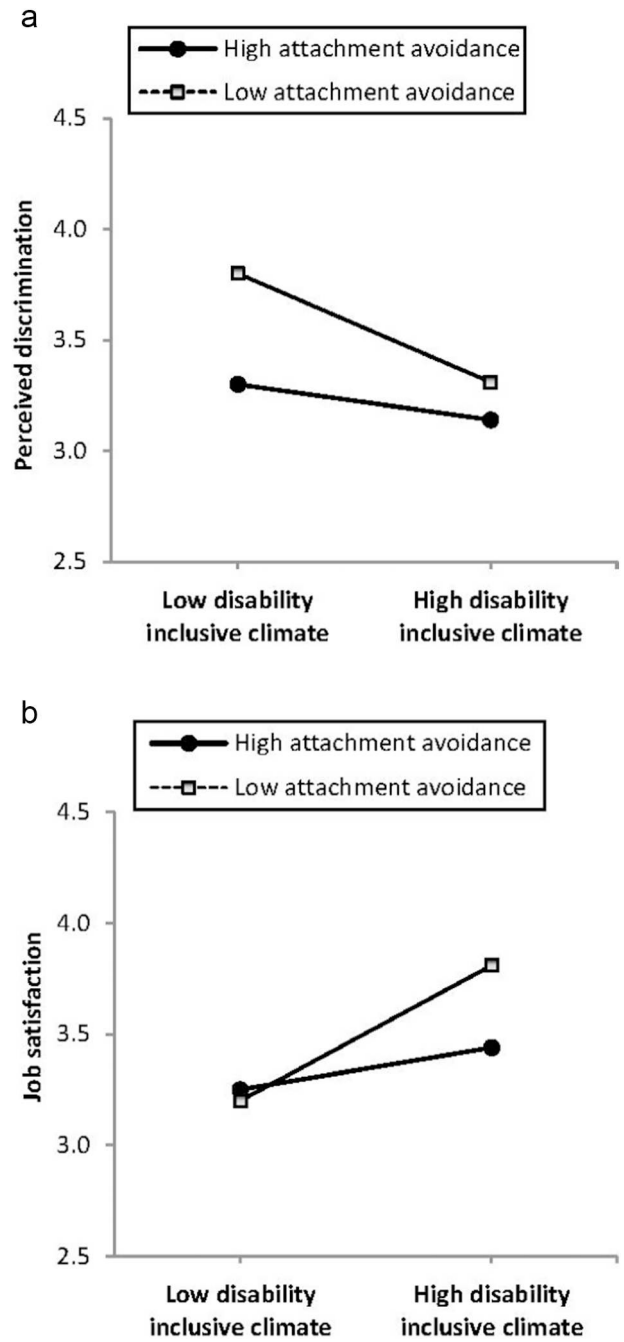 a
High attachment avoidance
Low attachment avoidance
4.5
4.0
3.5
3.0
2.5
Perceived discrimination
Low disability
inclusive climate
High disability
inclusive climate
b
High attachment avoidance
Low attachment avoidance
4.5
4.0
3.5
3.0
2.5
Job satisfaction
Low disability
inclusive climate
High disability
inclusive climate